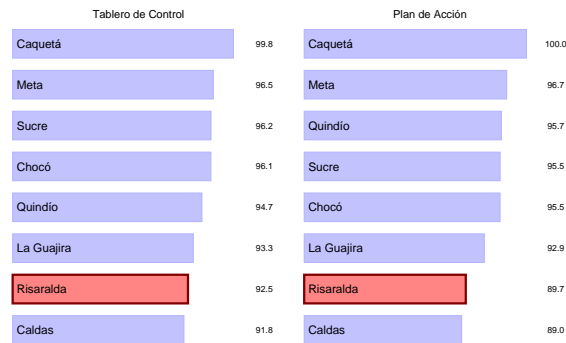 Tablero de Control
Caquetá 99.8
Meta 96.5
Sucre 96.2
Chocó 96.1
Quindío 94.7
La Guajira 93.3
Risaralda 92.5
Caldas 91.8
Plan de Acción
Caquetá 100.0
Meta 96.7
Quindío 95.7
Sucre 95.5
Chocó 95.5
La Guajira 92.9
Risaralda 89.7
Caldas 89.0